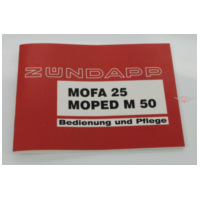 ZÜNDAPP
MOFA 25
MOPED M 50
Bedienung und Pflege